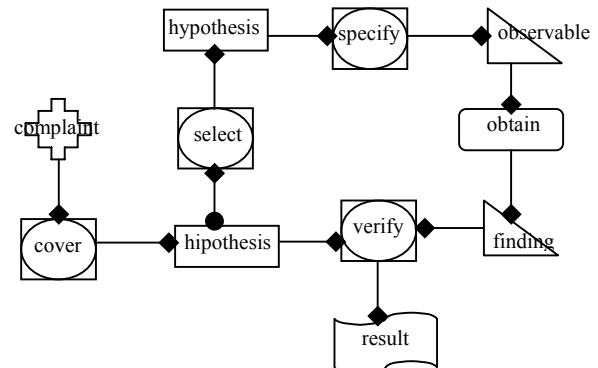 hypothesis
specify
observable
complaint
select
obtain
cover
hipothesis
verify
finding
result